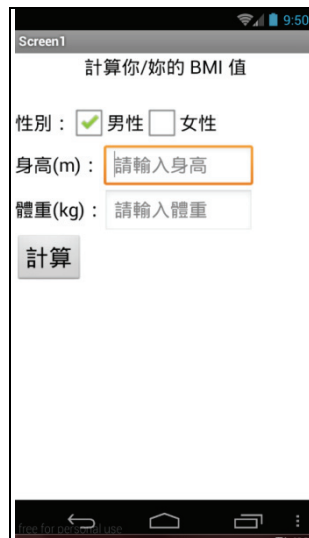 9:50
Screen1
計算你/妳的 BMI 值
性別： 男性 女性
身高(m)： 請輸入身高
體重(kg)： 請輸入體重
計算
free for personal use